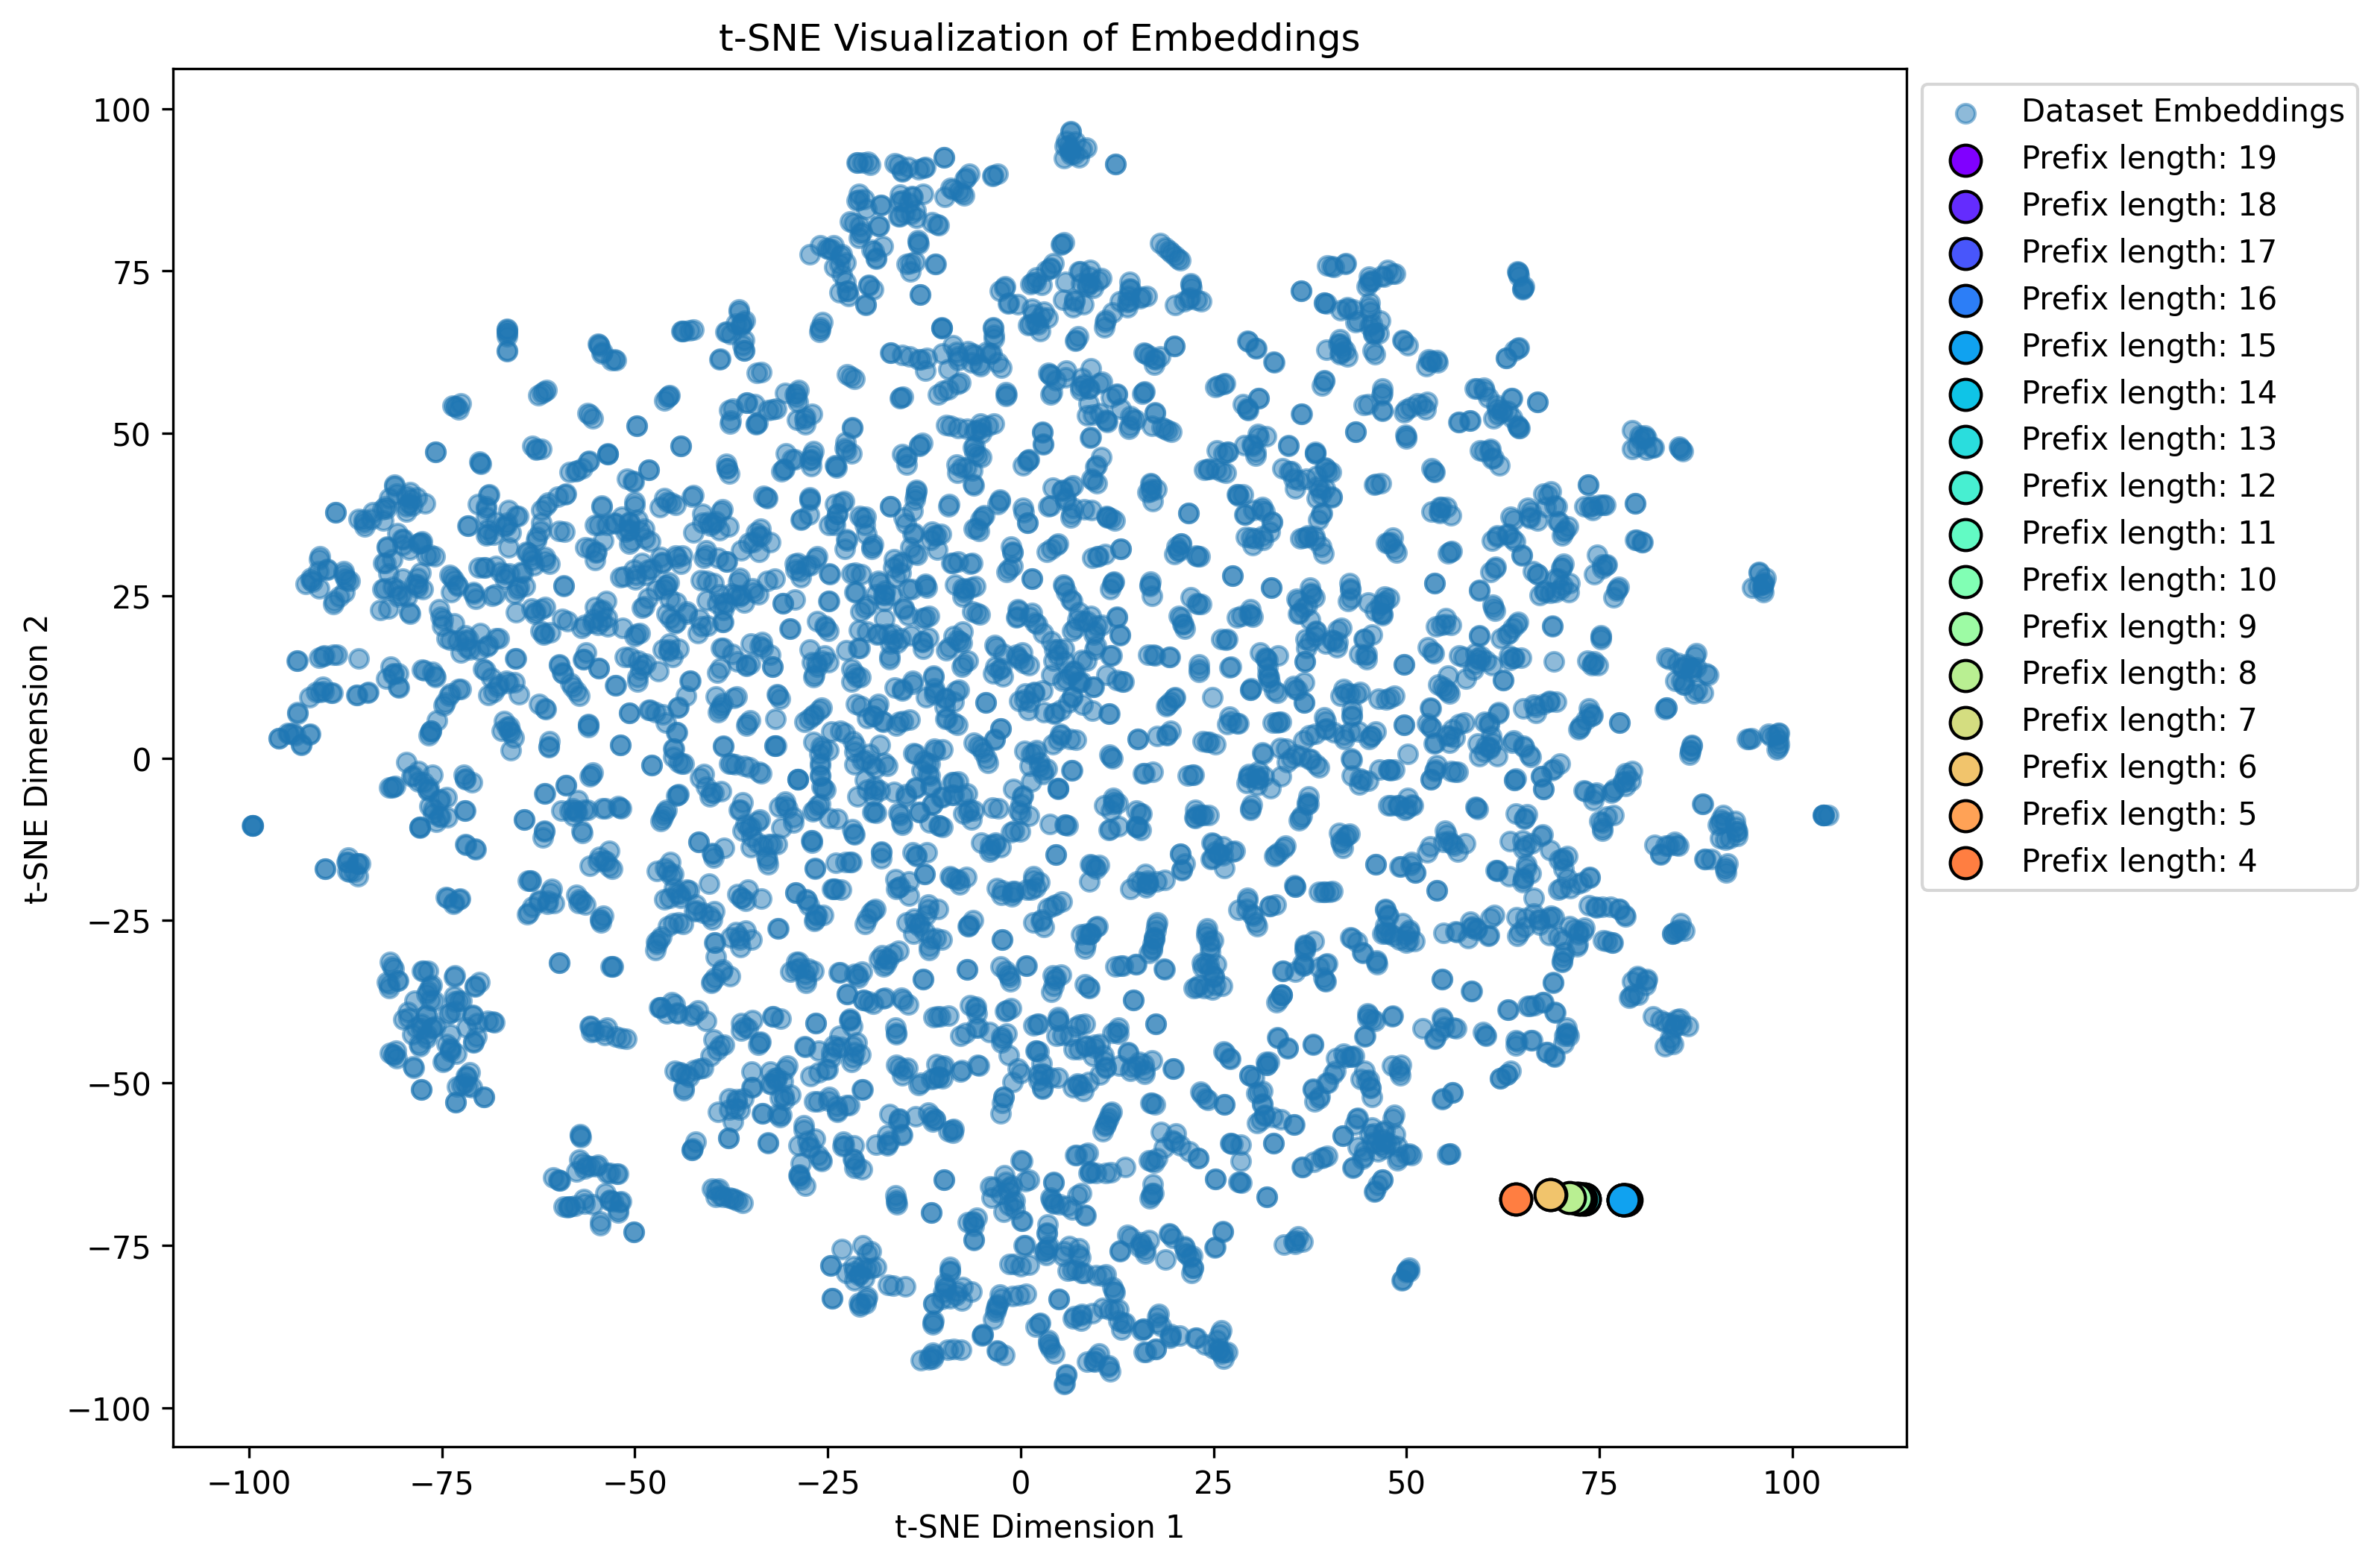 t-SNE Visualization of Embeddings
100
75
50
25
0
−25
−50
−75
−100
t-SNE Dimension 2
−100
−75
−50
−25
0
25
50
75
100
t-SNE Dimension 1
Dataset Embeddings
Prefix length: 19
Prefix length: 18
Prefix length: 17
Prefix length: 16
Prefix length: 15
Prefix length: 14
Prefix length: 13
Prefix length: 12
Prefix length: 11
Prefix length: 10
Prefix length: 9
Prefix length: 8
Prefix length: 7
Prefix length: 6
Prefix length: 5
Prefix length: 4